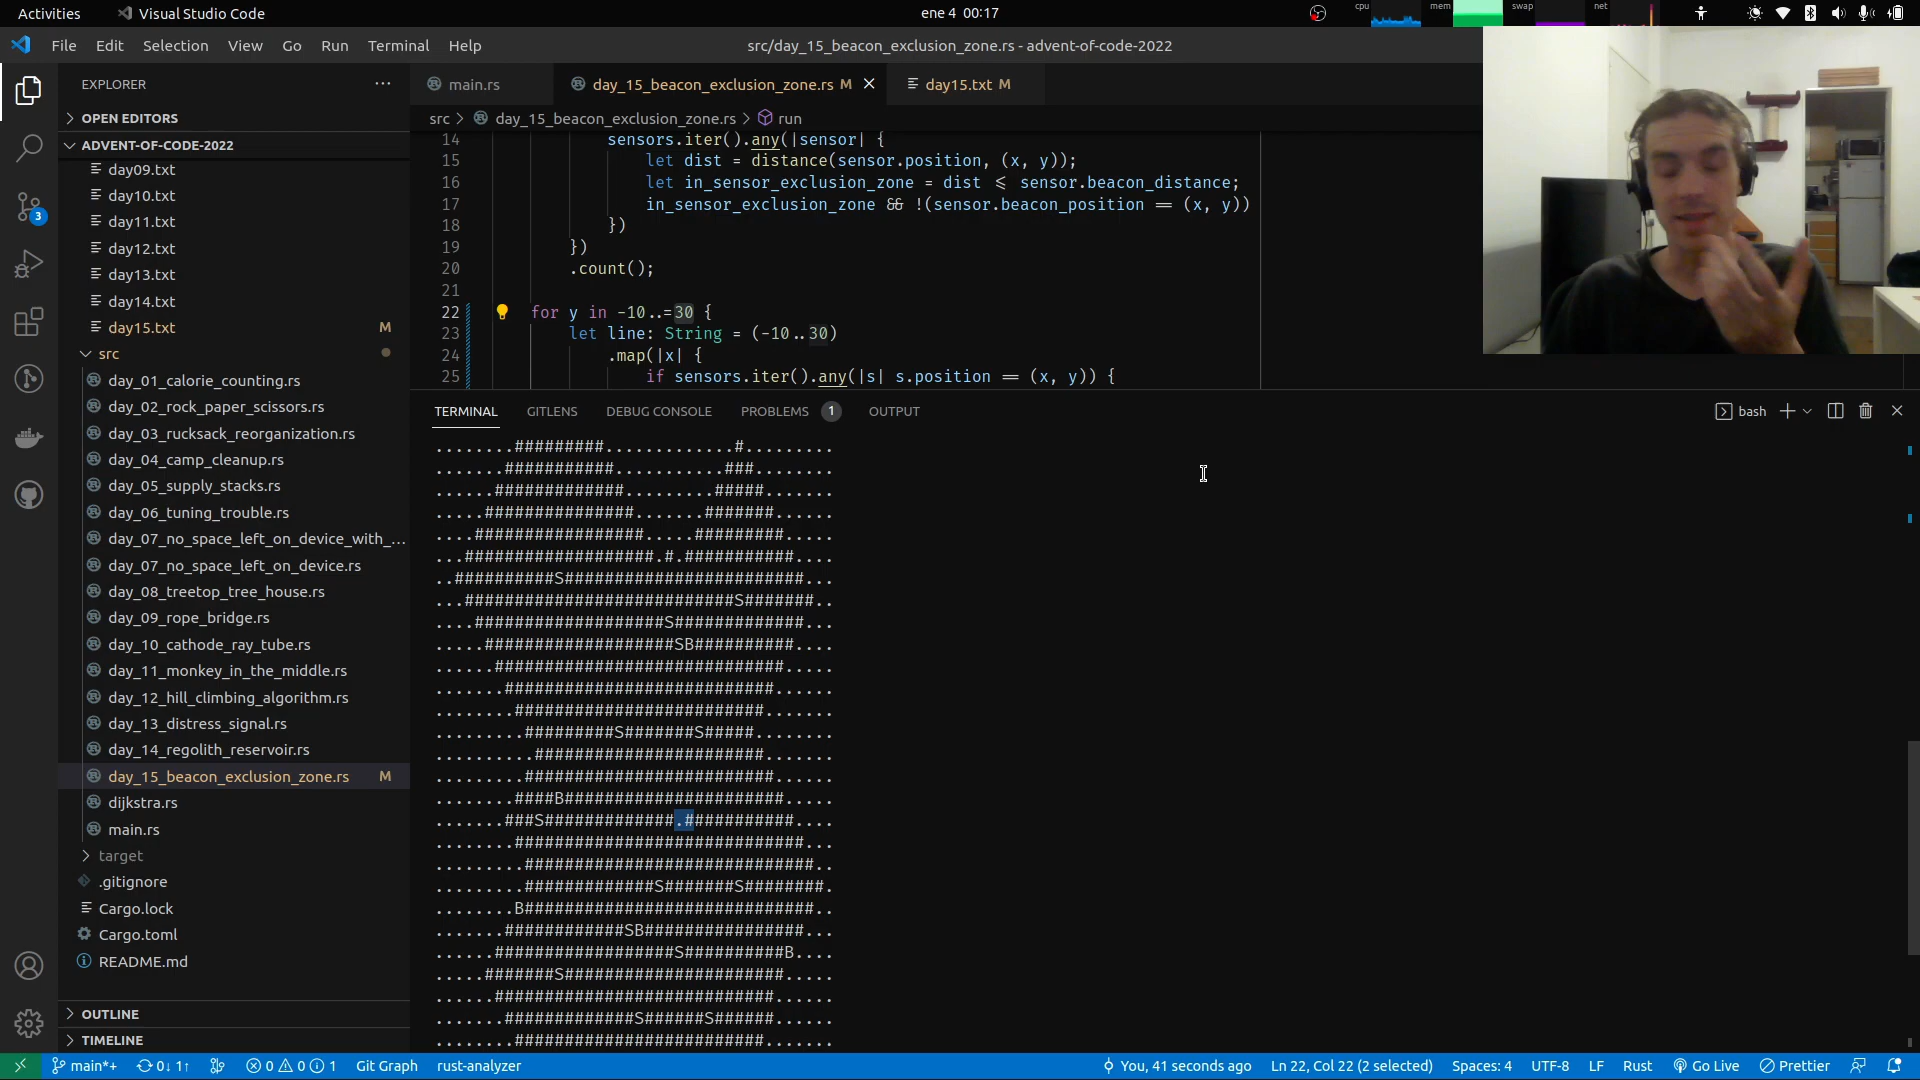 Activities
Visual Studio Code
ene 4 00:17
cpu
mem
swap
net
File Edit Selection View Go Run Terminal Help
src/day_15_beacon_exclusion_zone.rs - advent-of-code-2022
EXPLORER
OPEN EDITORS
ADVENT-OF-CODE-2022
day09.txt
day10.txt
day11.txt
day12.txt
day13.txt
day14.txt
day15.txt M
src
day_01_calorie_counting.rs
day_02_rock_paper_scissors.rs
day_03_rucksack_reorganization.rs
day_04_camp_cleanup.rs
day_05_supply_stacks.rs
day_06_tuning_trouble.rs
day_07_no_space_left_on_device_with_...
day_07_no_space_left_on_device.rs
day_08_treetop_tree_house.rs
day_09_rope_bridge.rs
day_10_cathode_ray_tube.rs
day_11_monkey_in_the_middle.rs
day_12_hill_climbing_algorithm.rs
day_13_distress_signal.rs
day_14_regolith_reservoir.rs
day_15_beacon_exclusion_zone.rs M
dijkstra.rs
main.rs
target
.gitignore
Cargo.lock
Cargo.toml
README.md
OUTLINE
TIMELINE
3
main.rs
day_15_beacon_exclusion_zone.rs M
day15.txt M
src > day_15_beacon_exclusion_zone.rs > run
14 sensors.iter().any(|sensor| {
15 let dist = distance(sensor.position, (x, y));
16 let in_sensor_exclusion_zone = dist <= sensor.beacon_distance;
17 in_sensor_exclusion_zone && !(sensor.beacon_position == (x, y))
18 })
19 })
20 .count();
21
22 for y in -10..=30 {
23 let line: String = (-10..30)
24 .map(|x| {
25 if sensors.iter().any(|s| s.position == (x, y)) {
TERMINAL GITLENS DEBUG CONSOLE PROBLEMS 1 OUTPUT
bash
........#########.............#.........
.......###########...........###........
......#############.........#####.......
.....###############.......#######......
....#################.....#########.....
...###################.#.###########....
..##########S########################...
...###########################S#######..
....###################S#############...
.....###################SB##########....
......#############################.....
.......###########################......
........#########################.......
.........#########S#######S#####........
..........#######################.......
.........#########################......
........####B######################.....
.......###S#############.###########....
........#############################...
.........#############################..
.........#############S#######S########.
........B#############################..
.......############SB################...
......##################S##########B....
.....#######S######################.....
......############################......
.......#############S######S######......
........#########################.......
main*+
0↓ 1↑
0 0 1
Git Graph
rust-analyzer
You, 41 seconds ago
Ln 22, Col 22 (2 selected)
Spaces: 4
UTF-8
LF
Rust
Go Live
Prettier